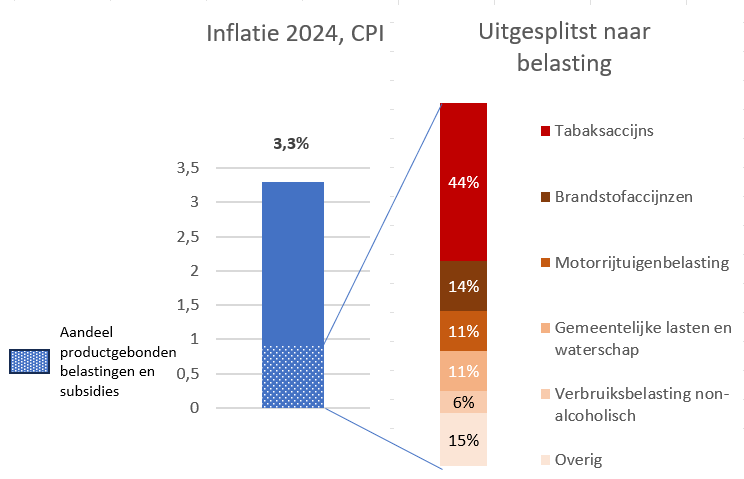 Inflatie 2024, CPI
3,3%
3,5
3
2,5
2
1,5
1
0,5
0
Aandeel
productgebonden
belastingen en
subsidies
Uitgesplitst naar
belasting
44%
14%
11%
11%
6%
15%
Tabaksaccijns
Brandstofaccijnzen
Motorrijtuigenbelasting
Gemeentelijke lasten en
waterschap
Verbruiksbelasting non-
alcoholisch
Overig